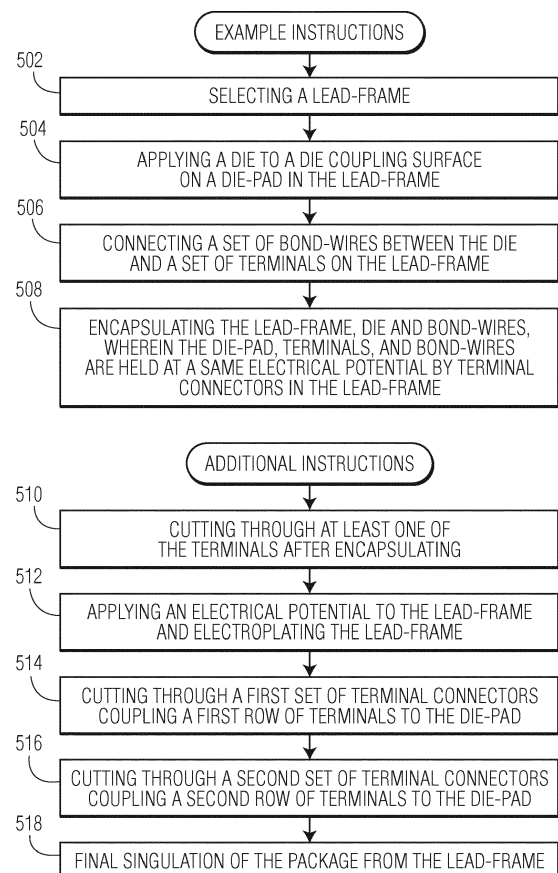 EXAMPLE INSTRUCTIONS
502
SELECTING A LEAD-FRAME
504
APPLYING A DIE TO A DIE COUPLING SURFACE
ON A DIE-PAD IN THE LEAD-FRAME
506
CONNECTING A SET OF BOND-WIRES BETWEEN THE DIE
AND A SET OF TERMINALS ON THE LEAD-FRAME
508
ENCAPSULATING THE LEAD-FRAME, DIE AND BOND-WIRES,
WHEREIN THE DIE-PAD, TERMINALS, AND BOND-WIRES
ARE HELD AT A SAME ELECTRICAL POTENTIAL BY TERMINAL
CONNECTORS IN THE LEAD-FRAME
ADDITIONAL INSTRUCTIONS
510
CUTTING THROUGH AT LEAST ONE OF
THE TERMINALS AFTER ENCAPSULATING
512
APPLYING AN ELECTRICAL POTENTIAL TO THE LEAD-FRAME
AND ELECTROPLATING THE LEAD-FRAME
514
CUTTING THROUGH A FIRST SET OF TERMINAL CONNECTORS
COUPLING A FIRST ROW OF TERMINALS TO THE DIE-PAD
516
CUTTING THROUGH A SECOND SET OF TERMINAL CONNECTORS
COUPLING A SECOND ROW OF TERMINALS TO THE DIE-PAD
518
FINAL SINGULATION OF THE PACKAGE FROM THE LEAD-FRAME